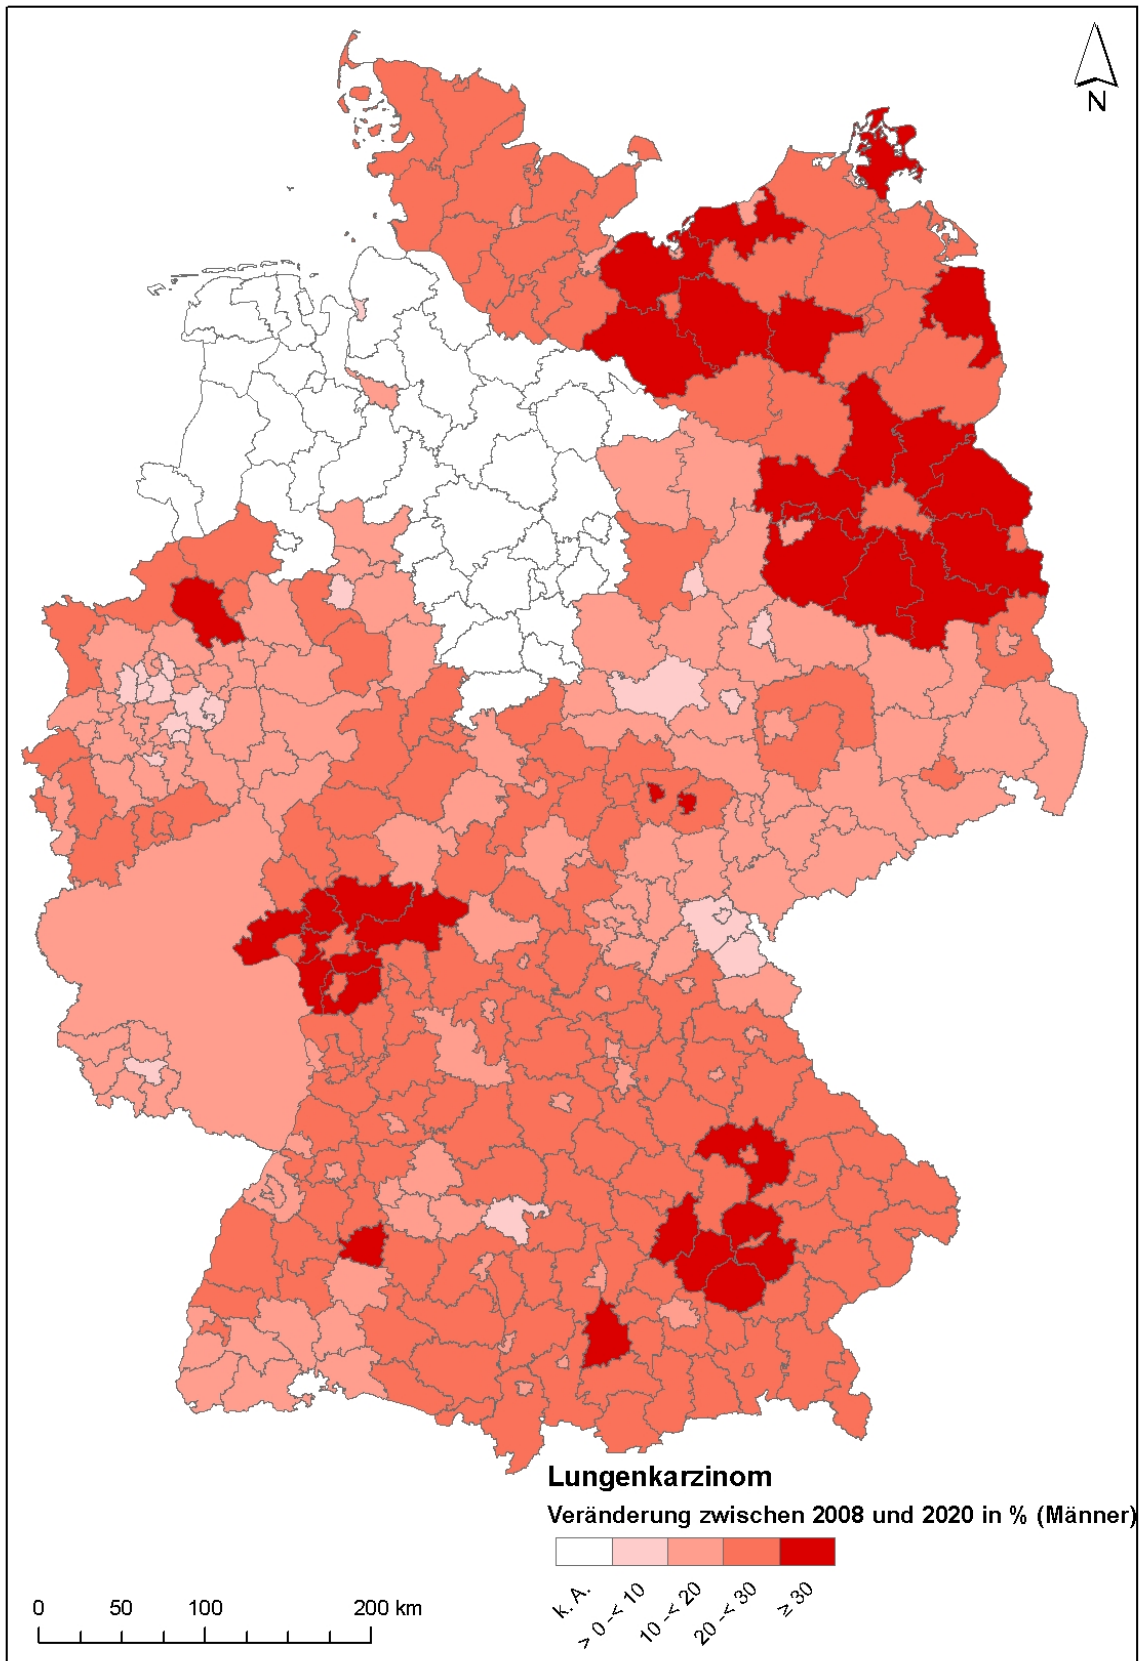 N
Lungenkarzinom
Veränderung zwischen 2008 und 2020 in % (Männer)
k. A.
> 0 -< 10
10 -< 20
20 -< 30
≥ 30
0 50 100 200 km